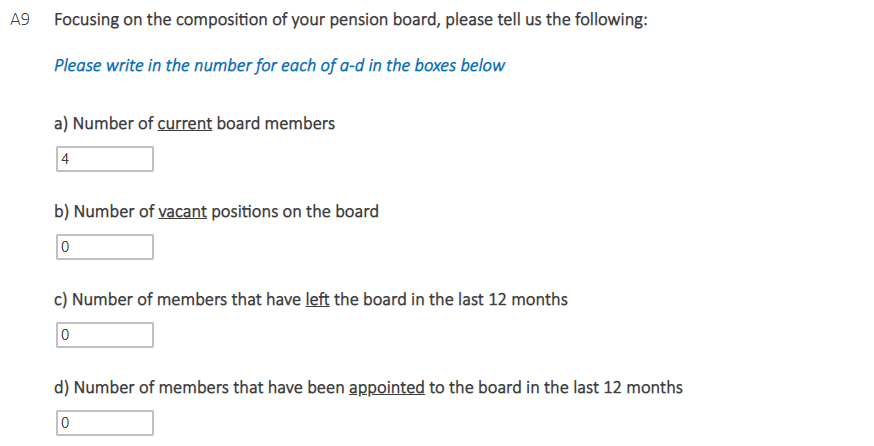 A9 Focusing on the composition of your pension board, please tell us the following:
Please write in the number for each of a-d in the boxes below
a) Number of current board members
4
b) Number of vacant positions on the board
0
c) Number of members that have left the board in the last 12 months
0
d) Number of members that have been appointed to the board in the last 12 months
0